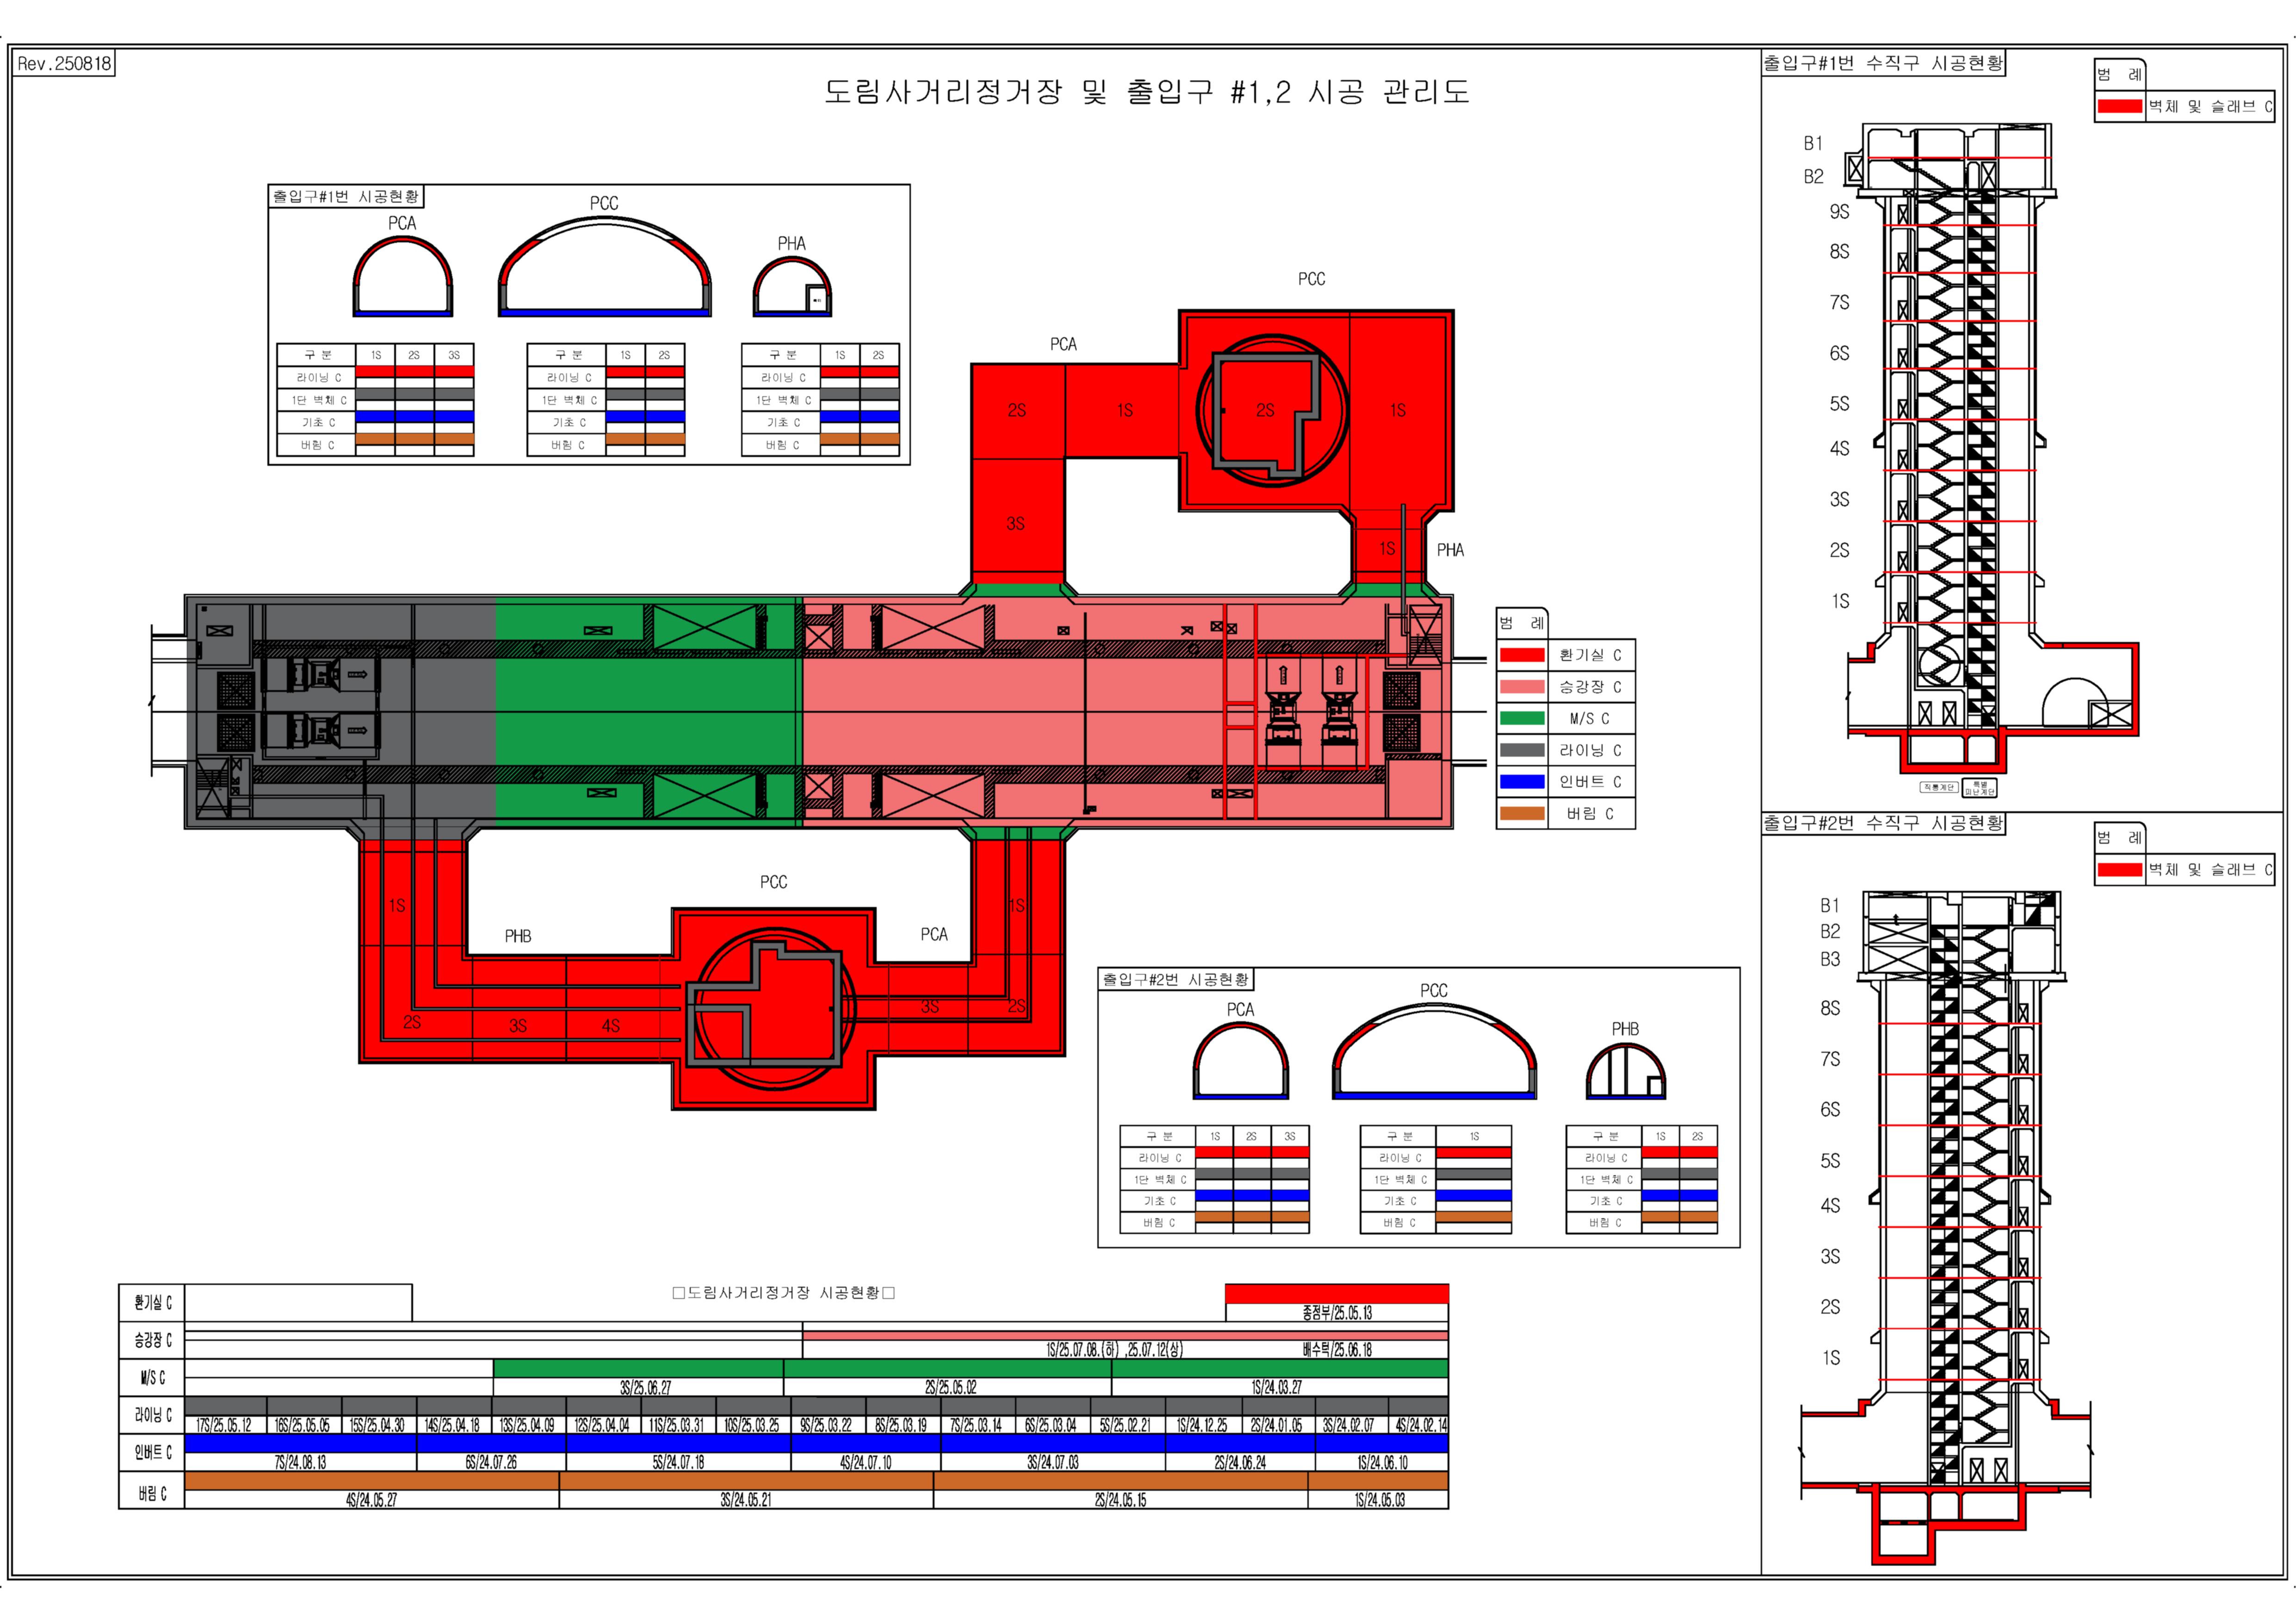 Rev.250818
도림사거리정거장 및 출입구 #1,2 시공 관리도
출입구#1번 시공현황
PCA
PCC
PHA
구 분 1S 2S 3S
라이닝 C
1단 벽체 C
기초 C
버림 C
구 분 1S 2S
라이닝 C
1단 벽체 C
기초 C
버림 C
구 분 1S 2S
라이닝 C
1단 벽체 C
기초 C
버림 C
PCC
PCA
2S 1S 2S 1S
3S
1S PHA
범 례
환기실 C
승강장 C
M/S C
라이닝 C
인버트 C
버림 C
PCC
1S
1S
PHB
PCA
2S 3S 4S
3S 2S
출입구#2번 시공현황
PCA
PCC
PHB
구 분 1S 2S 3S
라이닝 C
1단 벽체 C
기초 C
버림 C
구 분 1S
라이닝 C
1단 벽체 C
기초 C
버림 C
구 분 1S 2S
라이닝 C
1단 벽체 C
기초 C
버림 C
□도림사거리정거장 시공현황□
환기실 C
종점부/25.05.13
승강장 C
1S/25.07.08.(하) ,25.07.12(상) 배수턱/25.06.18
M/S C
3S/25.06.27 2S/25.05.02 1S/24.03.27
라이닝 C
17S/25.05.12 16S/25.05.05 15S/25.04.30 14S/25.04.18 13S/25.04.09 12S/25.04.04 11S/25.03.31 10S/25.03.25 9S/25.03.22 8S/25.03.19 7S/25.03.14 6S/25.03.04 5S/25.02.21 1S/24.12.25 2S/24.01.05 3S/24.02.07 4S/24.02.14
인버트 C
7S/24.08.13 6S/24.07.26 5S/24.07.18 4S/24.07.10 3S/24.07.03 2S/24.06.24 1S/24.06.10
버림 C
4S/24.05.27 3S/24.05.21 2S/24.05.15 1S/24.05.03
출입구#1번 수직구 시공현황
범 례
벽체 및 슬래브 C
B1
B2
9S
8S
7S
6S
5S
4S
3S
2S
1S
직통계단
특별
피난계단
출입구#2번 수직구 시공현황
범 례
벽체 및 슬래브 C
B1
B2
B3
8S
7S
6S
5S
4S
3S
2S
1S